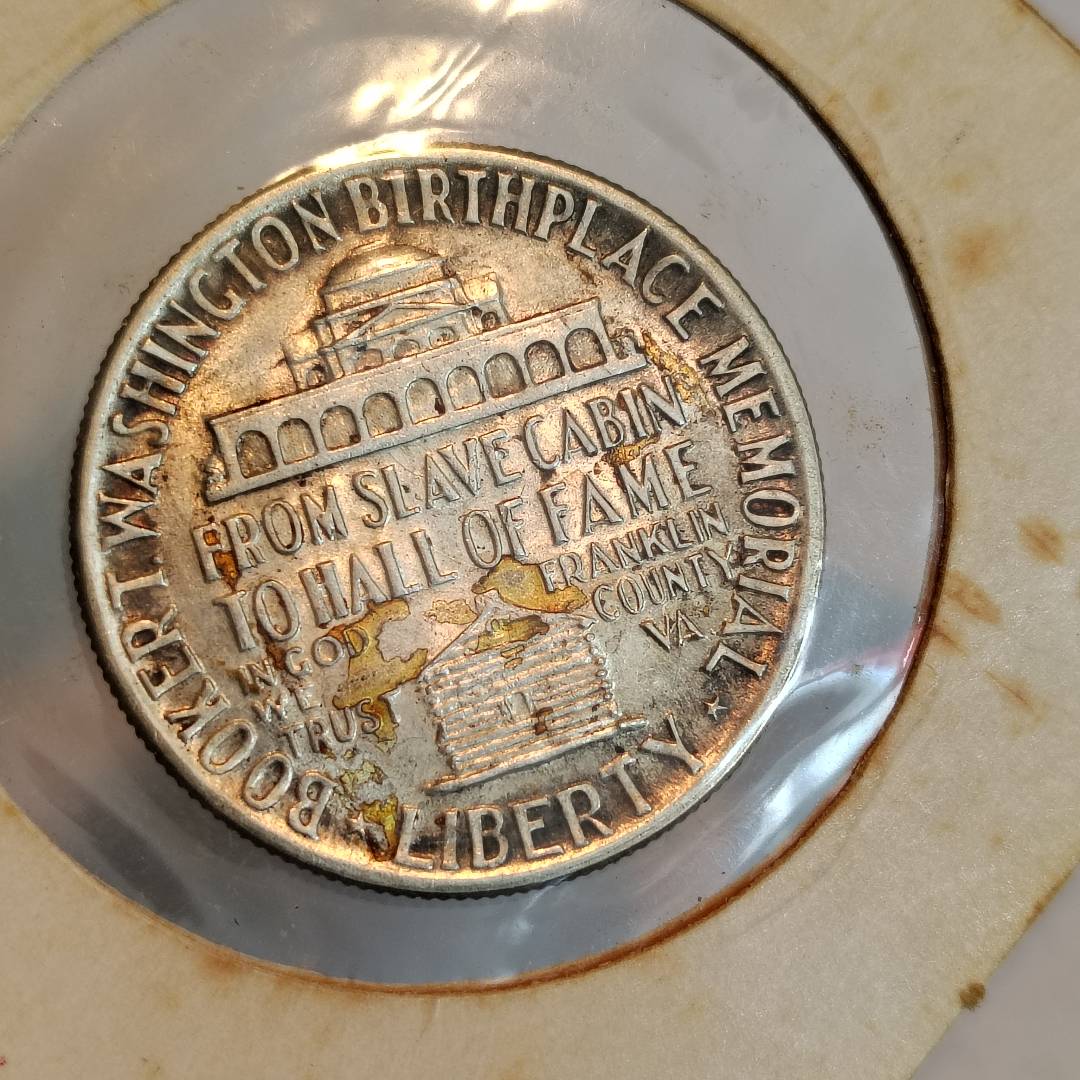 BOOKER T. WASHINGTON BIRTHPLACE MEMORIAL
FROM SLAVE CABIN
TO HALL OF FAME
FRANKLIN
COUNTY
VA.
IN GOD
WE
TRUST
LIBERTY